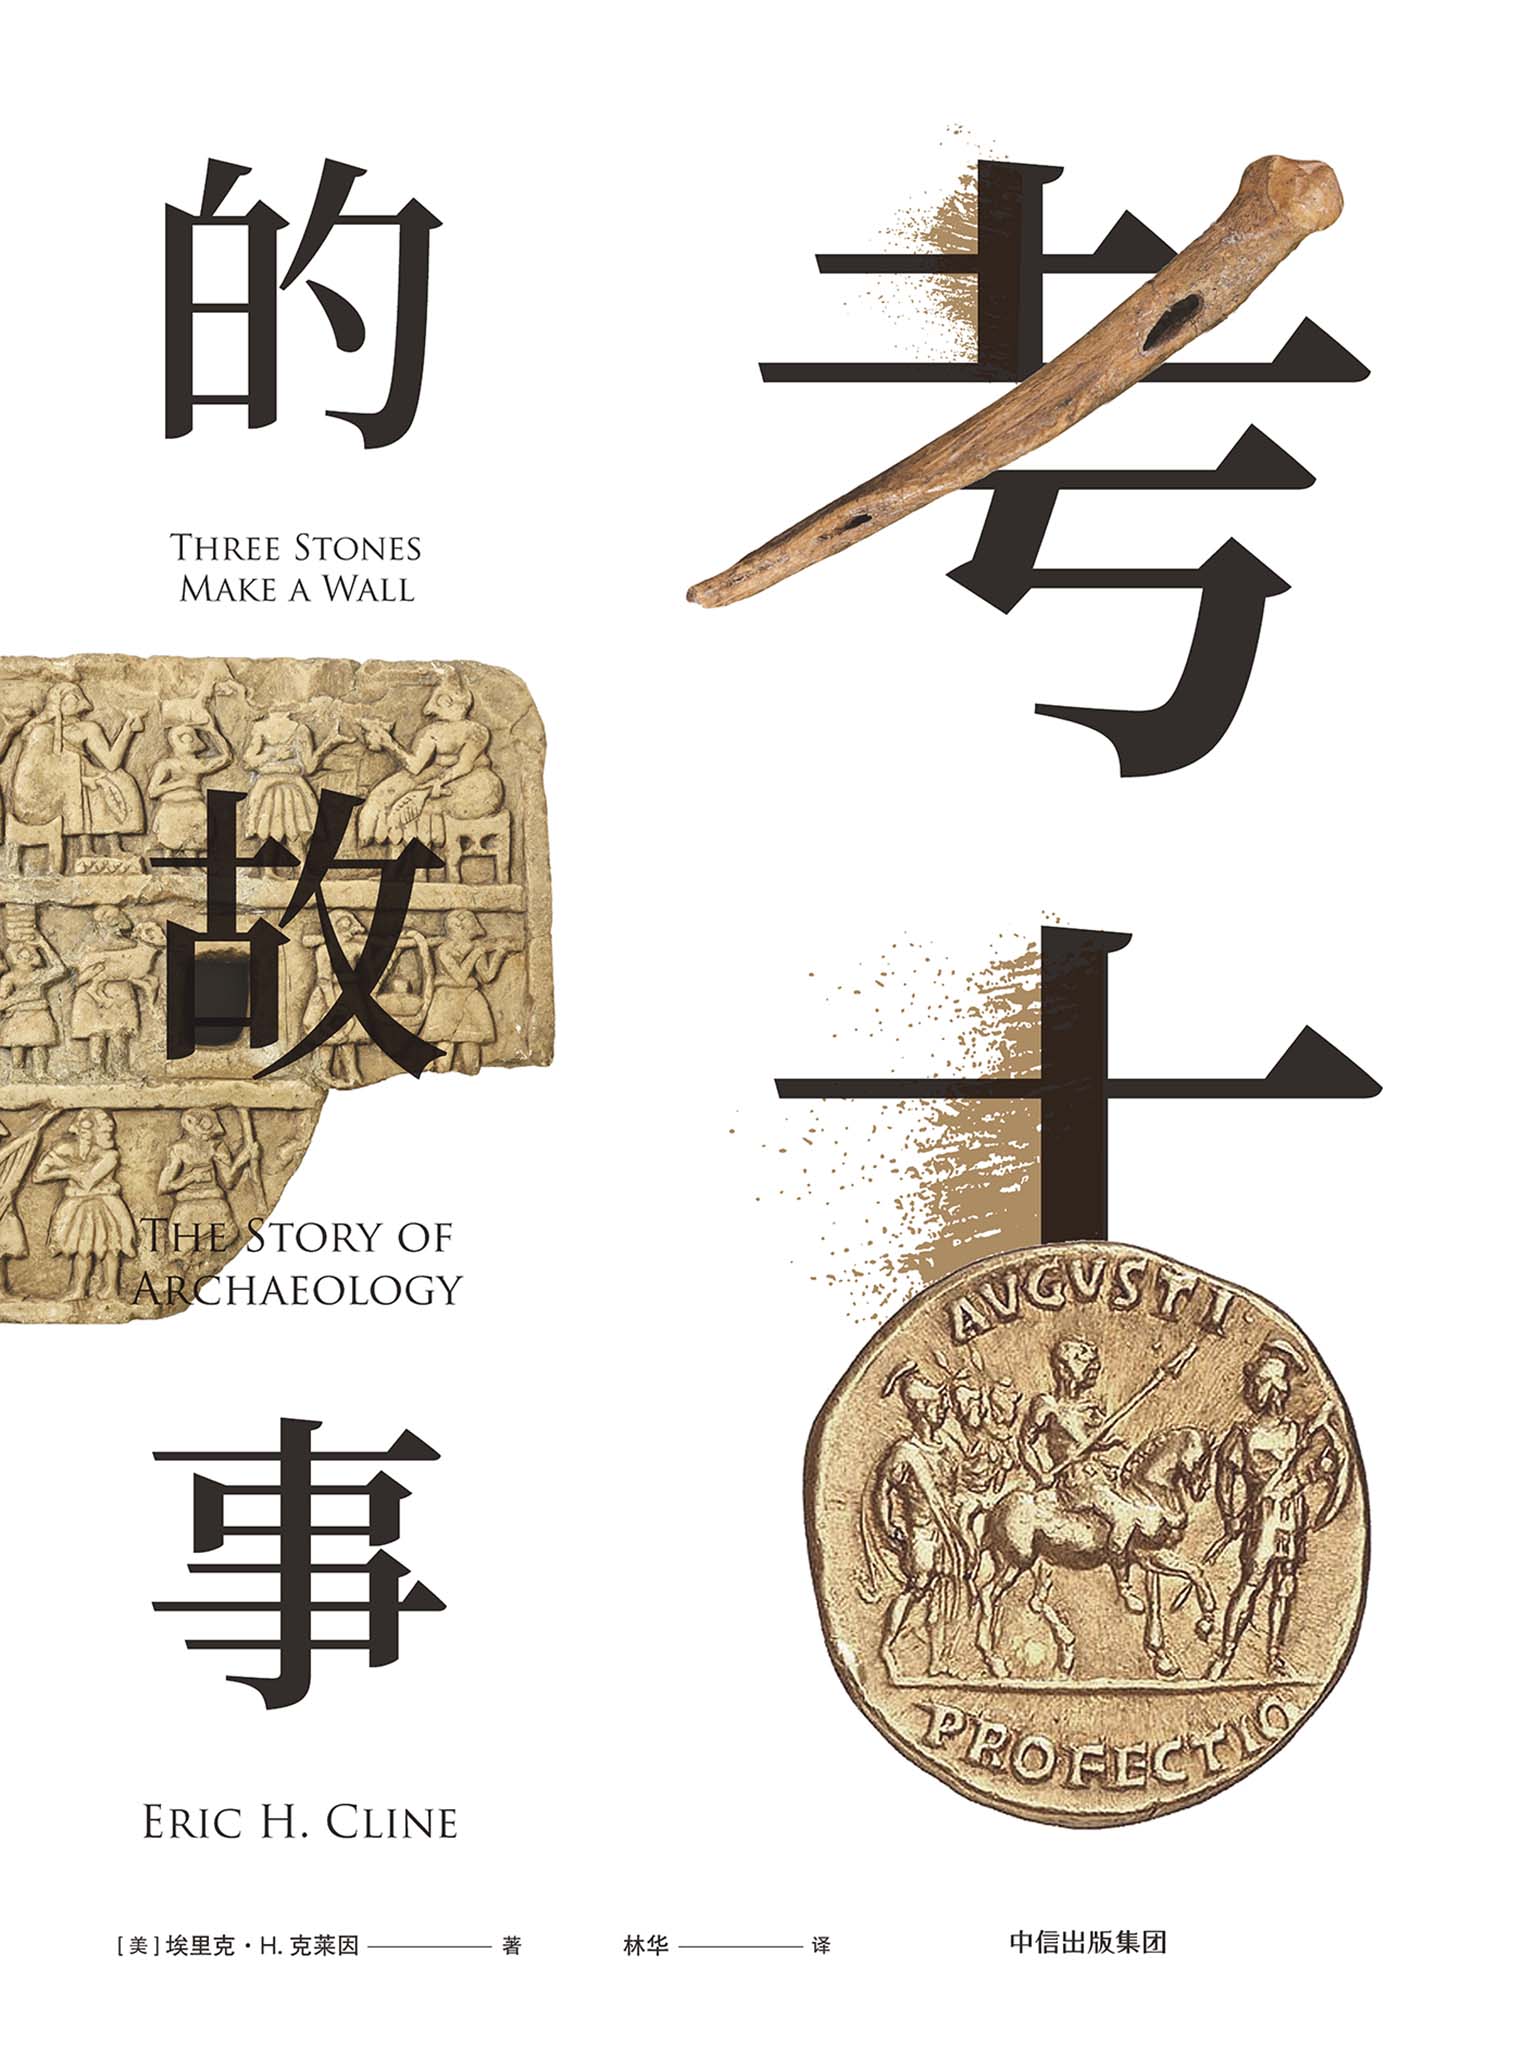 考古
的
THREE STONES
MAKE A WALL
故
THE STORY OF
ARCHAEOLOGY
事
ERIC H. CLINE
AVGVSTI·
PROFECTIO
[美]埃里克·H. 克莱因 著 林华 译 中信出版集团